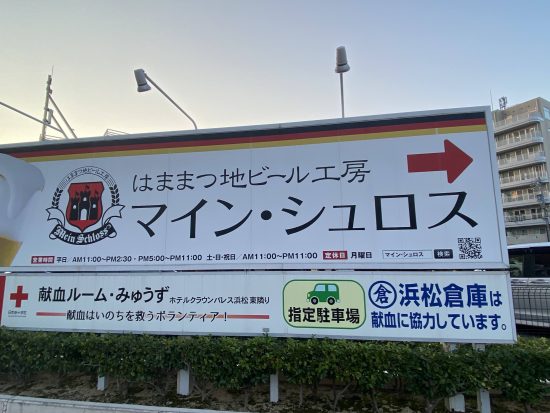 はままつ地ビール工房
Mein Schloss
マイン・シュロス
営業時間 平日 AM11:00〜PM2:30・PM5:00〜PM11:00 土・日・祝日 AM11:00〜PM11:00 定休日 月曜日 マイン・シュロス 検索
献血ルーム・みゅうず ホテルクラウンパレス浜松 東隣り
献血はいのちを救うボランティア!
指定駐車場
倉 浜松倉庫は
献血に協力しています。